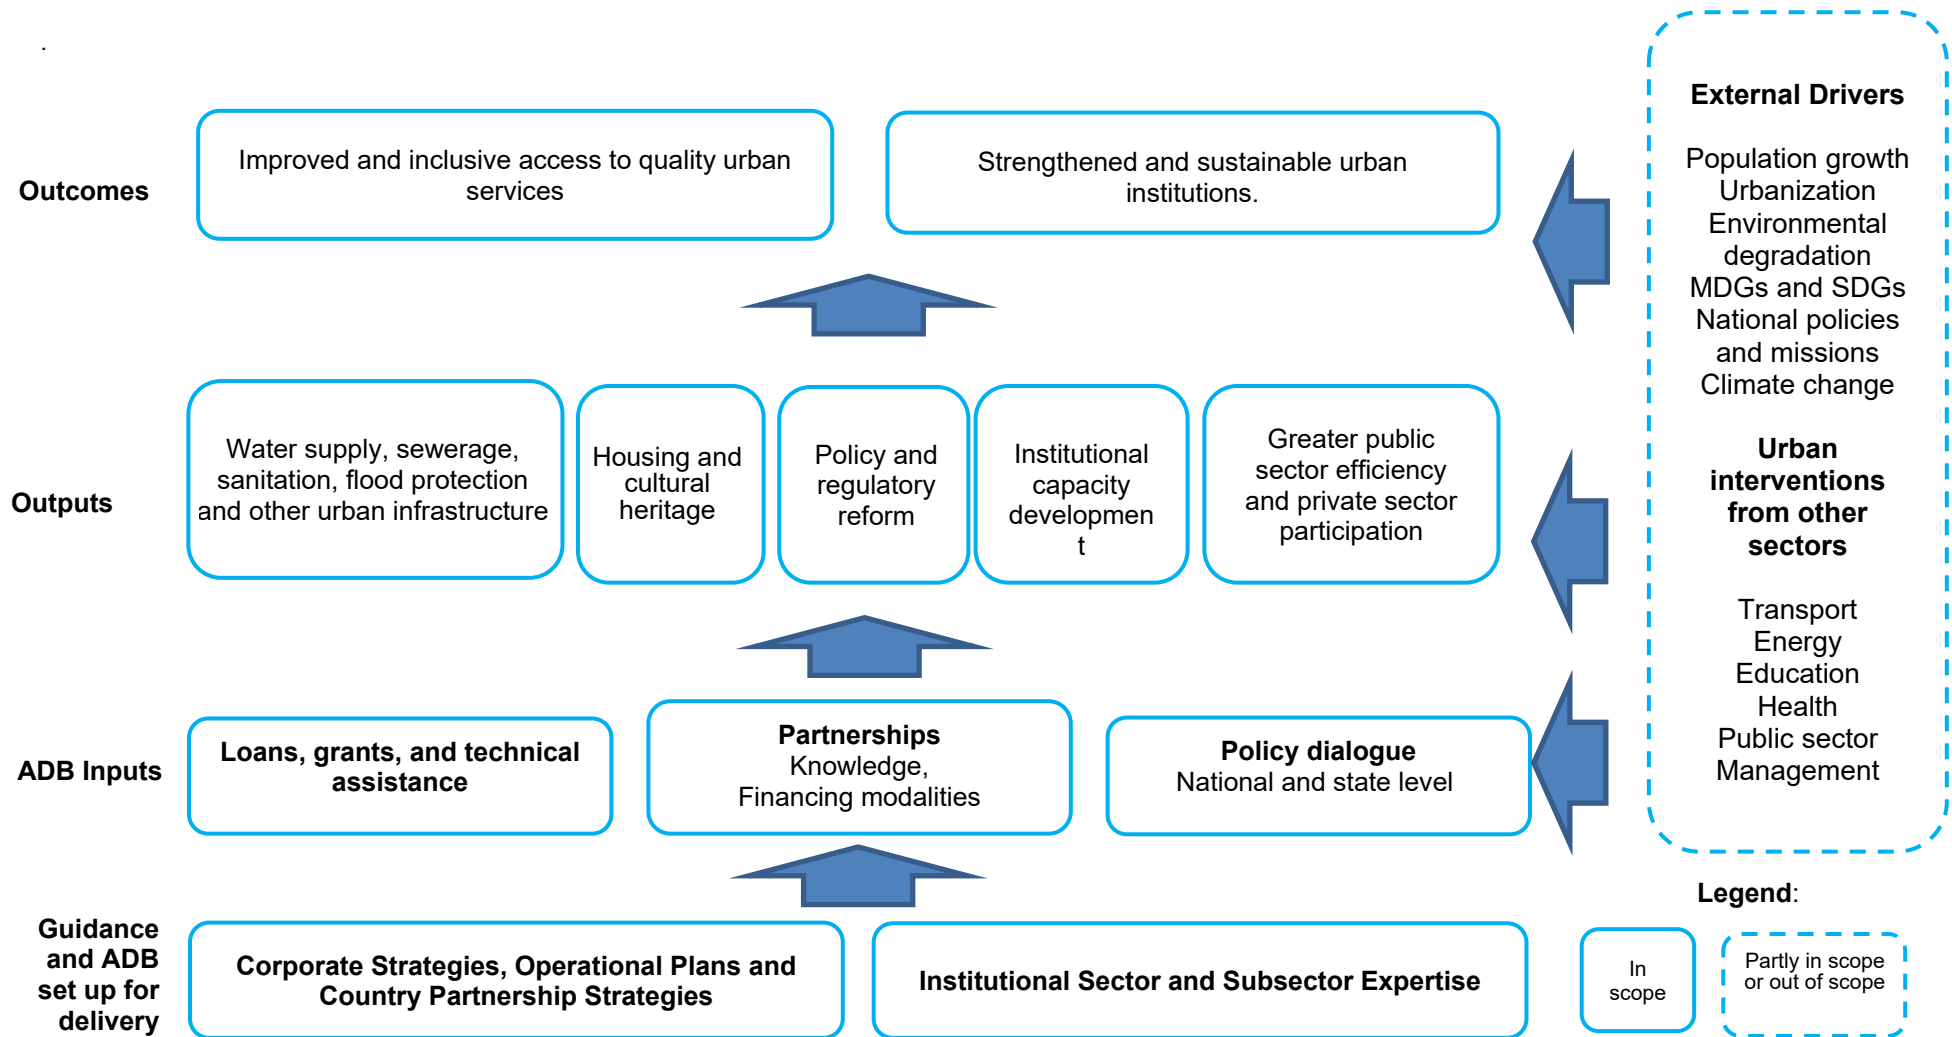 .
Outcomes
Improved and inclusive access to quality urban
services
Strengthened and sustainable urban
institutions.
Outputs
Water supply, sewerage,
sanitation, flood protection
and other urban infrastructure
Housing and
cultural
heritage
Policy and
regulatory
reform
Institutional
capacity
developmen
t
Greater public
sector efficiency
and private sector
participation
ADB Inputs
Loans, grants, and technical
assistance
Partnerships
Knowledge,
Financing modalities
Policy dialogue
National and state level
Guidance
and ADB
set up for
delivery
Corporate Strategies, Operational Plans and
Country Partnership Strategies
Institutional Sector and Subsector Expertise
External Drivers
Population growth
Urbanization
Environmental
degradation
MDGs and SDGs
National policies
and missions
Climate change
Urban
interventions
from other
sectors
Transport
Energy
Education
Health
Public sector
Management
Legend:
In
scope
Partly in scope
or out of scope